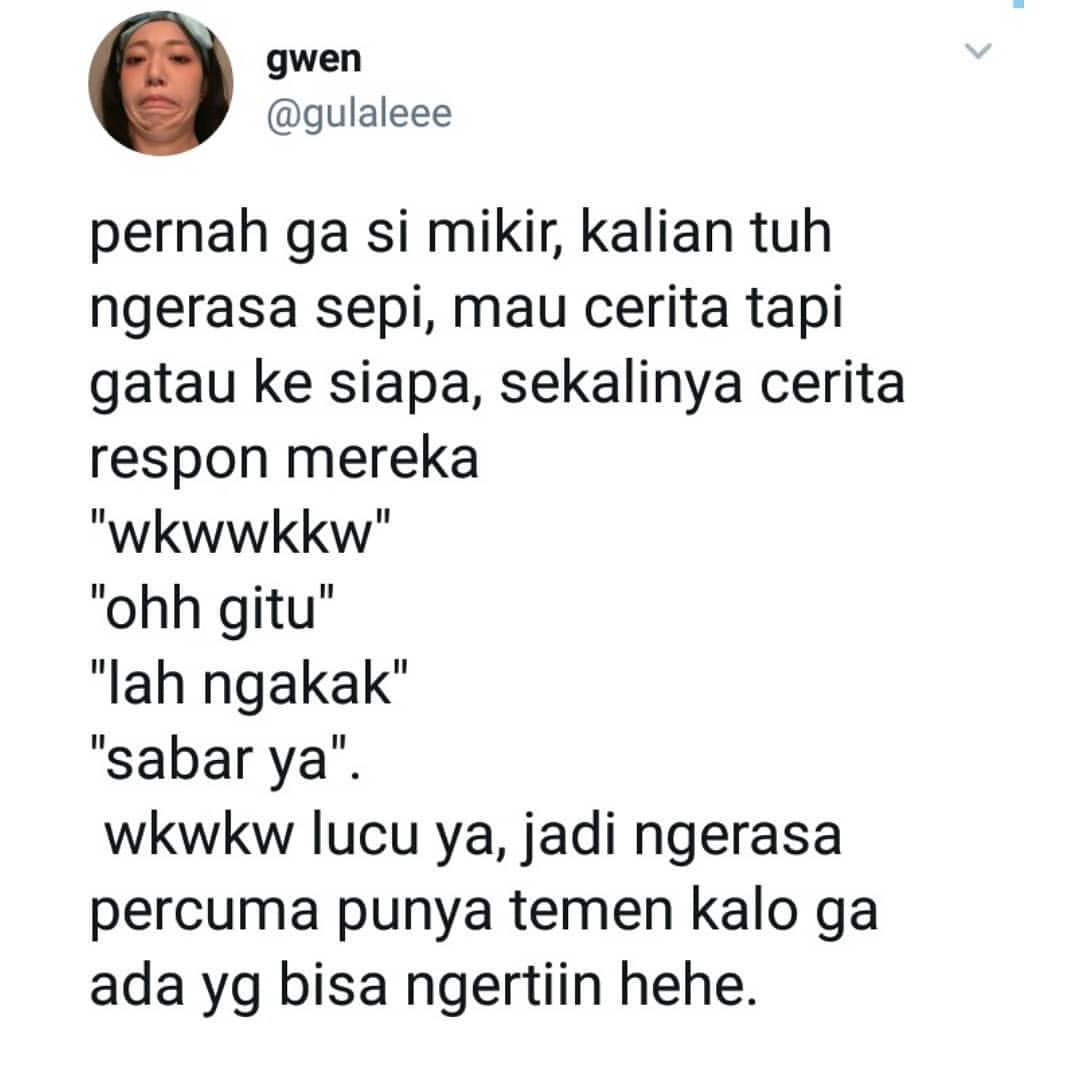 gwen
@gulaleee
pernah ga si mikir, kalian tuh
ngerasa sepi, mau cerita tapi
gatau ke siapa, sekalinya cerita
respon mereka
"wkwwkkw"
"ohh gitu"
"lah ngakak"
"sabar ya".
wkwkw lucu ya, jadi ngerasa
percuma punya temen kalo ga
ada yg bisa ngertiin hehe.